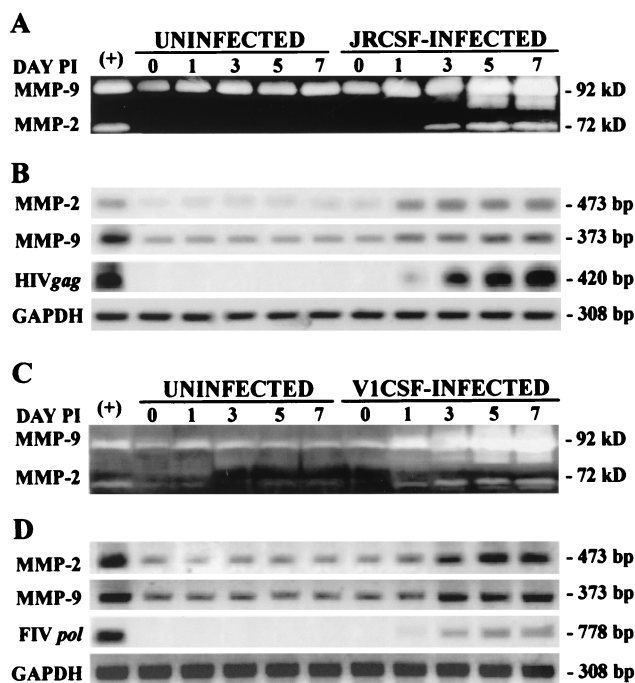 A
UNINFECTED JRCSF-INFECTED
DAY PI (+) 0 1 3 5 7 0 1 3 5 7
MMP-9 - 92 kD
MMP-2 - 72 kD
B
MMP-2 - 473 bp
MMP-9 - 373 bp
HIVgag - 420 bp
GAPDH - 308 bp
C
UNINFECTED V1CSF-INFECTED
DAY PI (+) 0 1 3 5 7 0 1 3 5 7
MMP-9 - 92 kD
MMP-2 - 72 kD
D
MMP-2 - 473 bp
MMP-9 - 373 bp
FIV pol - 778 bp
GAPDH - 308 bp